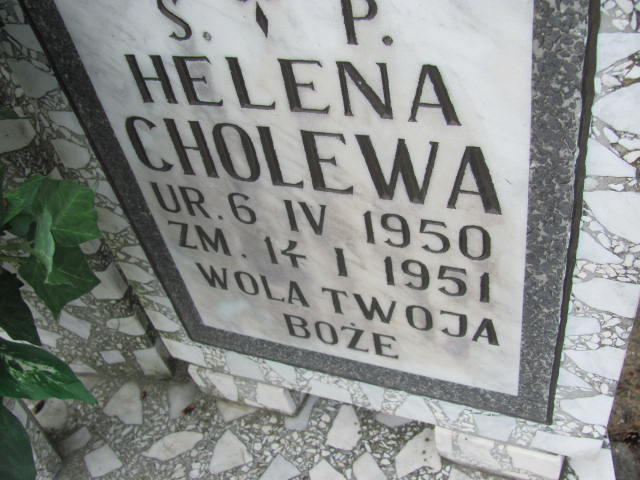 Ś. P.
HELENA
CHOLEWA
UR. 6 IV 1950
ZM. 14 I 1951
WOLA TWOJA
BOŻE